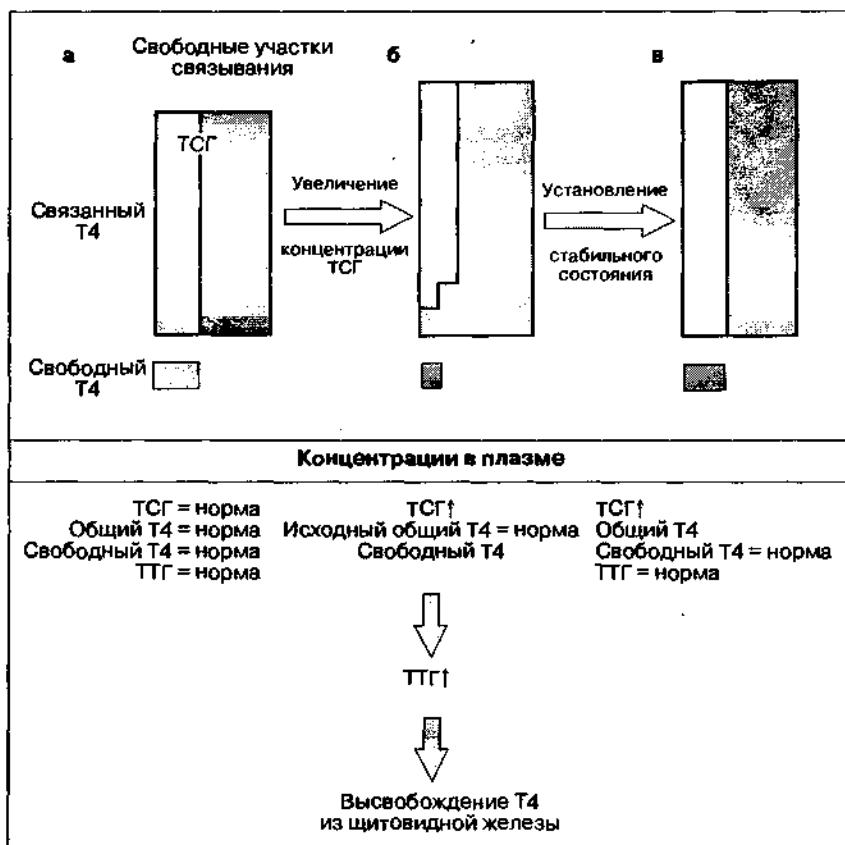 а
Свободные участки
связывания
б
в
ТСГ
Связанный
Т4
Увеличение
концентрации
ТСГ
Установление
стабильного
состояния
Свободный
Т4
Концентрации в плазме
ТСГ = норма
Общий Т4 = норма
Свободный Т4 = норма
ТТГ = норма
ТСГ↑
Исходный общий Т4 = норма
Свободный Т4
ТТГ↑
Высвобождение Т4
из щитовидной железы
ТСГ↑
Общий Т4
Свободный Т4 = норма
ТТГ = норма